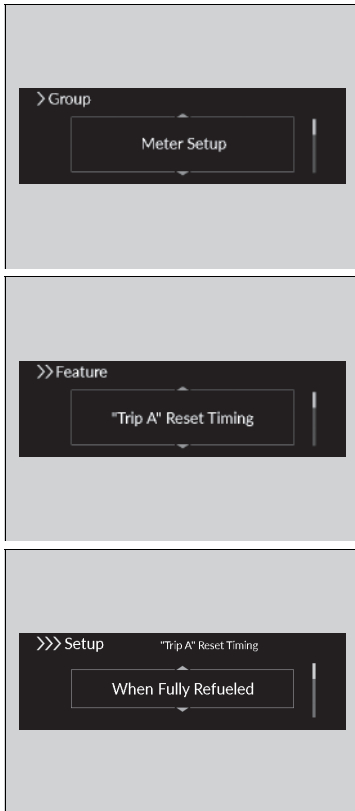 > Group
Meter Setup
>> Feature
"Trip A" Reset Timing
>>> Setup "Trip A" Reset Timing
When Fully Refueled